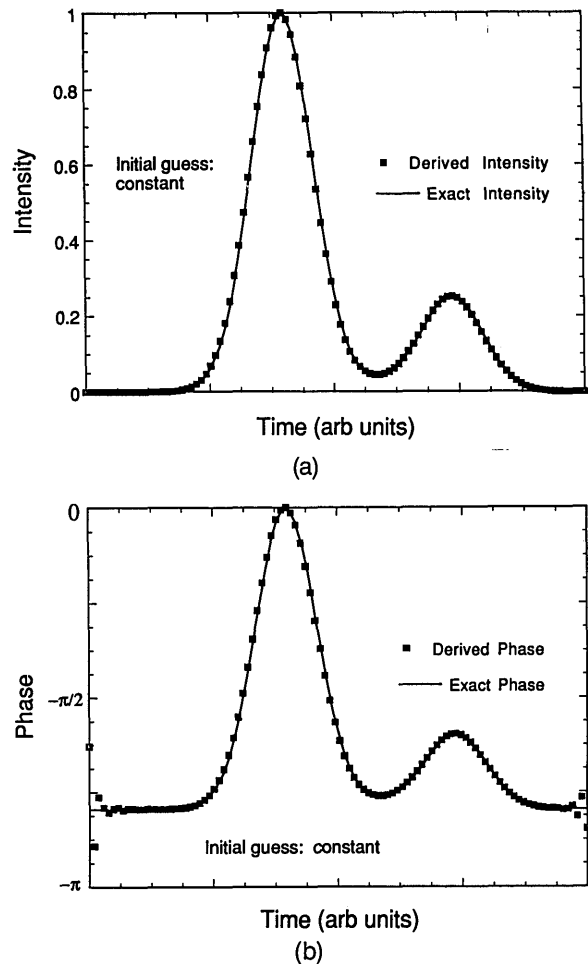 1
0.8
0.6
0.4
0.2
0
Intensity
Initial guess:
constant
Derived Intensity
Exact Intensity
Time (arb units)
(a)
0
−π/2
−π
Phase
Derived Phase
Exact Phase
Initial guess: constant
Time (arb units)
(b)